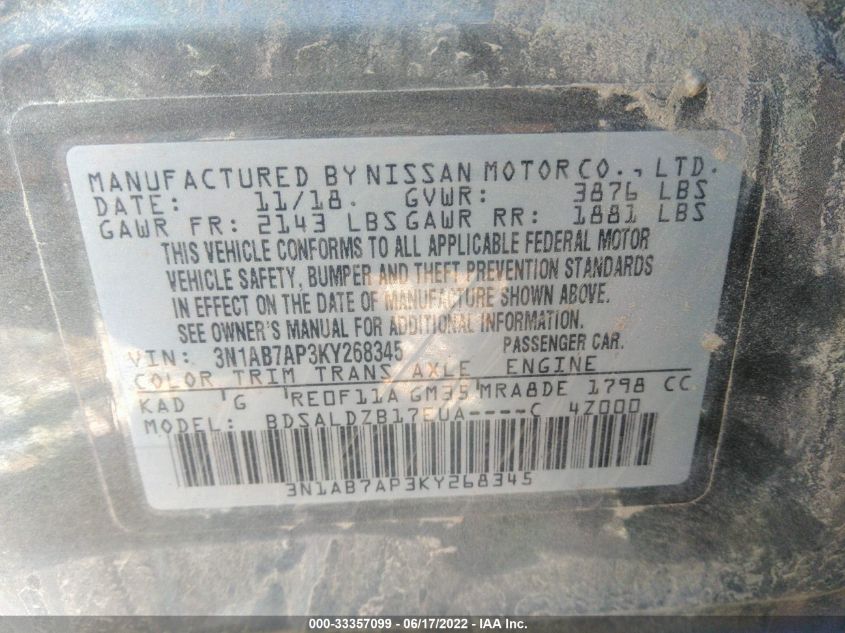 MANUFACTURED BY NISSAN MOTOR CO., LTD.
DATE: 11/18. GVWR: 3876 LBS
GAWR FR: 2143 LBS GAWR RR: 1881 LBS
THIS VEHICLE CONFORMS TO ALL APPLICABLE FEDERAL MOTOR
VEHICLE SAFETY, BUMPER AND THEFT PREVENTION STANDARDS
IN EFFECT ON THE DATE OF MANUFACTURE SHOWN ABOVE.
SEE OWNER'S MANUAL FOR ADDITIONAL INFORMATION.
VIN: 3N1AB7AP3KY268345 PASSENGER CAR.
COLOR TRIM TRANS AXLE ENGINE
KAD G RE0F11A GM35 MRA8DE 1798 CC
MODEL: BDSALDZB17EUA----C 4Z000
3N1AB7AP3KY268345
000-33357099 - 06/17/2022 - IAA Inc.